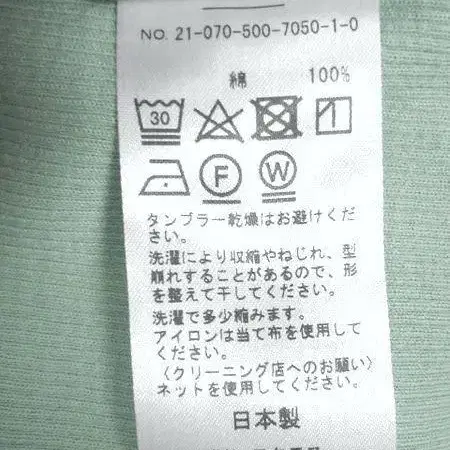 NO. 21-070-500-7050-1-0
綿 100%
30
F W
タンブラー乾燥はお避けくだ
さい。
洗濯により収縮やねじれ、型
崩れすることがあるので、形
を整えて干してください。
洗濯で多少縮みます。
アイロンは当て布を使用して
ください。
〈クリーニング店へのお願い〉
ネットを使用してください。
日本製